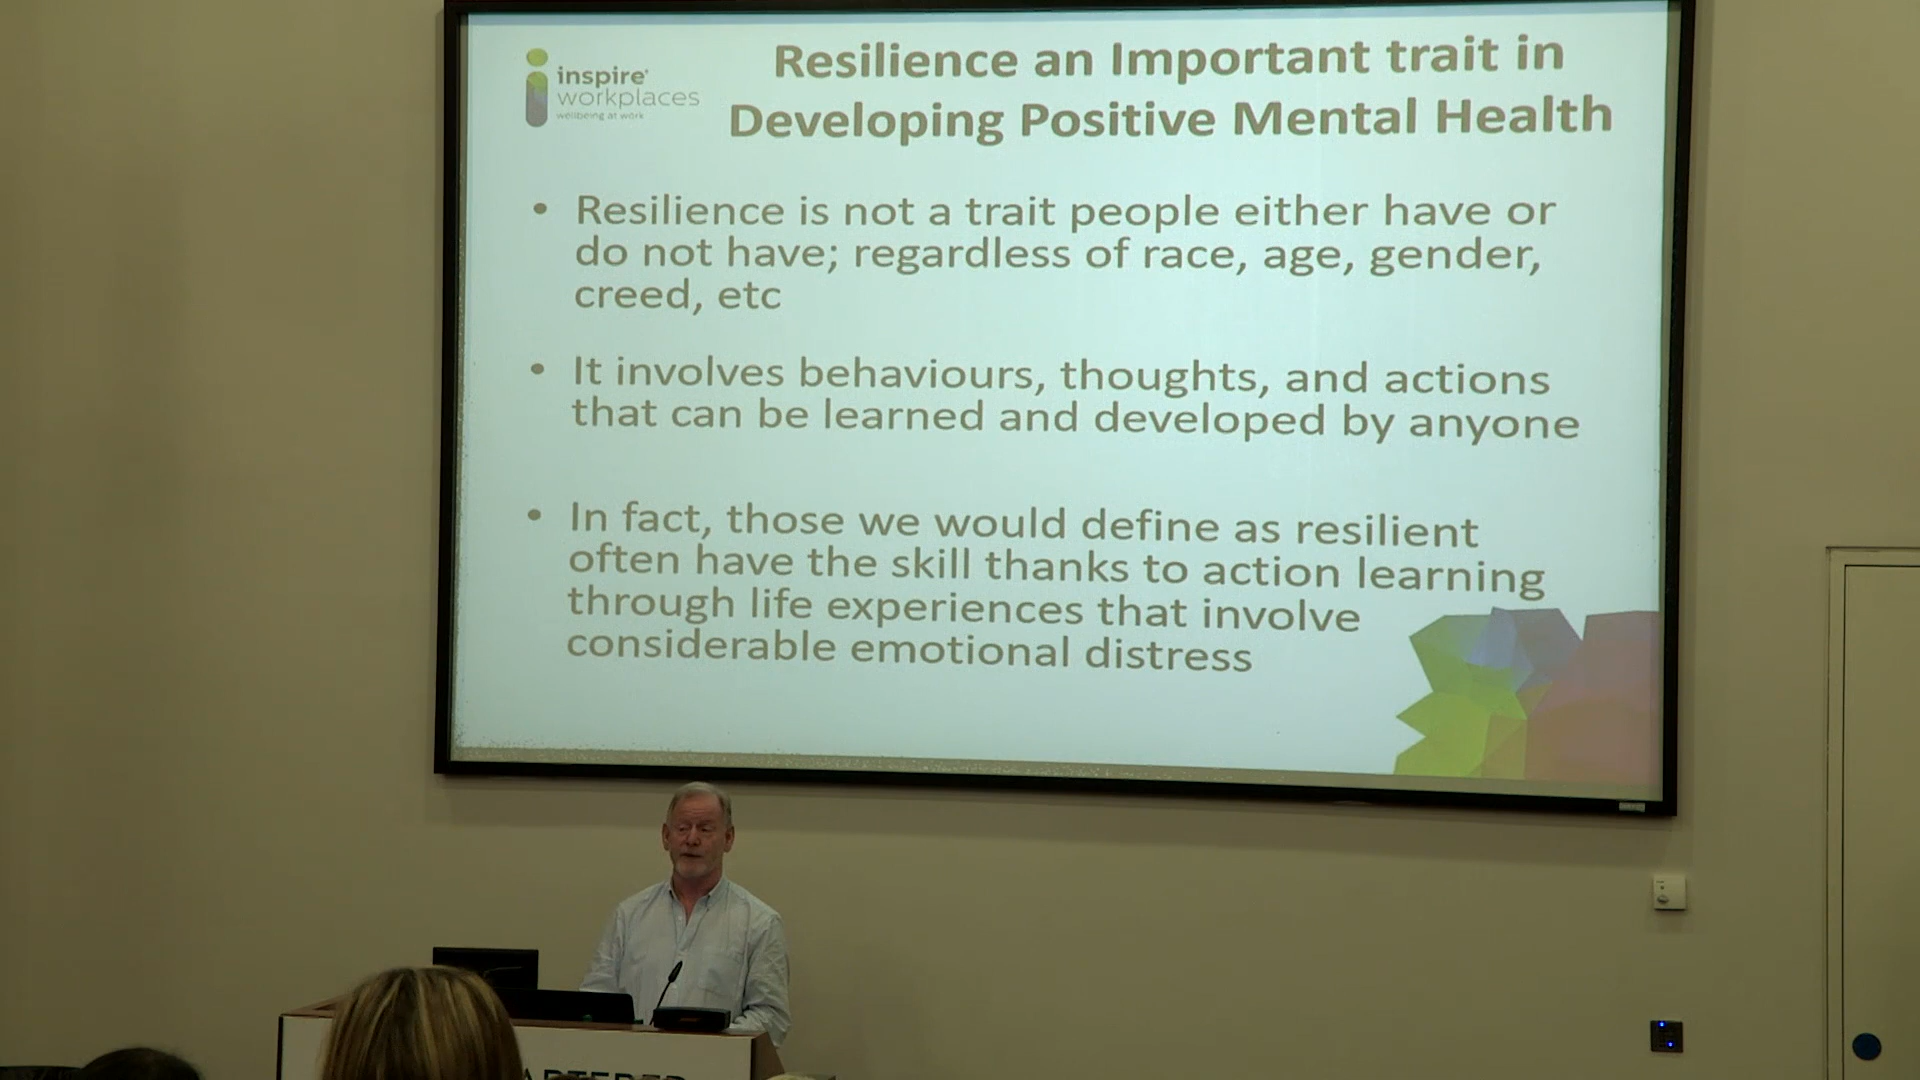 inspire
workplaces
wellbeing at work
Resilience an Important trait in
Developing Positive Mental Health
• Resilience is not a trait people either have or
do not have; regardless of race, age, gender,
creed, etc
• It involves behaviours, thoughts, and actions
that can be learned and developed by anyone
• In fact, those we would define as resilient
often have the skill thanks to action learning
through life experiences that involve
considerable emotional distress